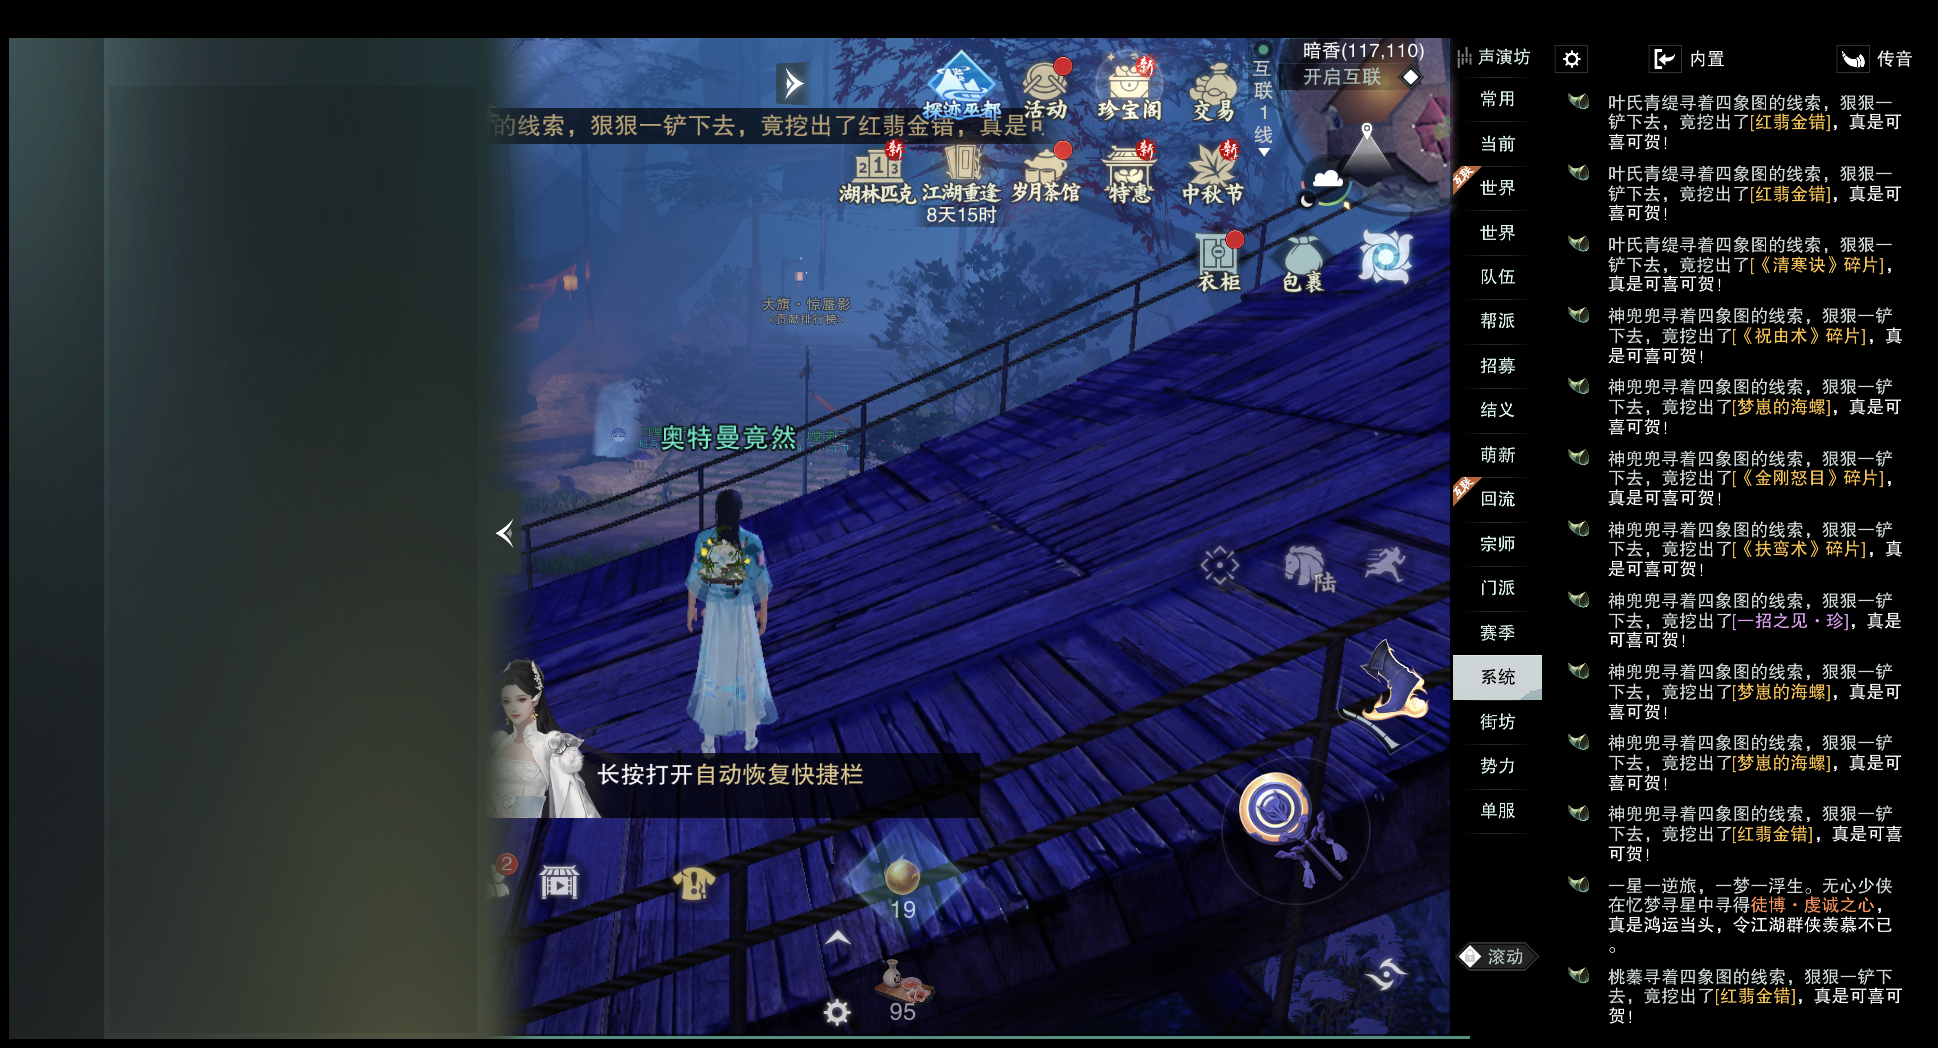 探迹巫都
活动
新
珍宝阁
交易
互联1线
暗香(117,110)
开启互联
的线索，狠狠一铲下去，竟挖出了红翡金错，真是可
213
新
湖林匹克
江湖重逢
8天15时
岁月茶馆
新
特惠
新
中秋节
衣柜
包裹
大旗·惊蜃影
<贡献排行榜>
奥特曼竟然
陆
长按打开自动恢复快捷栏
2
19
95
声演坊
常用
当前
互联
世界
世界
队伍
帮派
招募
结义
萌新
互联
回流
宗师
门派
赛季
系统
街坊
势力
单服
滚动
内置
传音
叶氏青缇寻着四象图的线索，狠狠一
铲下去，竟挖出了[红翡金错]，真是可
喜可贺！
叶氏青缇寻着四象图的线索，狠狠一
铲下去，竟挖出了[红翡金错]，真是可
喜可贺！
叶氏青缇寻着四象图的线索，狠狠一
铲下去，竟挖出了[《清寒诀》碎片]，
真是可喜可贺！
神兜兜寻着四象图的线索，狠狠一铲
下去，竟挖出了[《祝由术》碎片]，真
是可喜可贺！
神兜兜寻着四象图的线索，狠狠一铲
下去，竟挖出了[梦崽的海螺]，真是可
喜可贺！
神兜兜寻着四象图的线索，狠狠一铲
下去，竟挖出了[《金刚怒目》碎片]，
真是可喜可贺！
神兜兜寻着四象图的线索，狠狠一铲
下去，竟挖出了[《扶鸾术》碎片]，真
是可喜可贺！
神兜兜寻着四象图的线索，狠狠一铲
下去，竟挖出了[一招之见·珍]，真是
可喜可贺！
神兜兜寻着四象图的线索，狠狠一铲
下去，竟挖出了[梦崽的海螺]，真是可
喜可贺！
神兜兜寻着四象图的线索，狠狠一铲
下去，竟挖出了[梦崽的海螺]，真是可
喜可贺！
神兜兜寻着四象图的线索，狠狠一铲
下去，竟挖出了[红翡金错]，真是可喜
可贺！
一星一逆旅，一梦一浮生。无心少侠
在忆梦寻星中寻得徒博·虔诚之心，
真是鸿运当头，令江湖群侠羡慕不已
。
桃蓁寻着四象图的线索，狠狠一铲下
去，竟挖出了[红翡金错]，真是可喜可
贺！